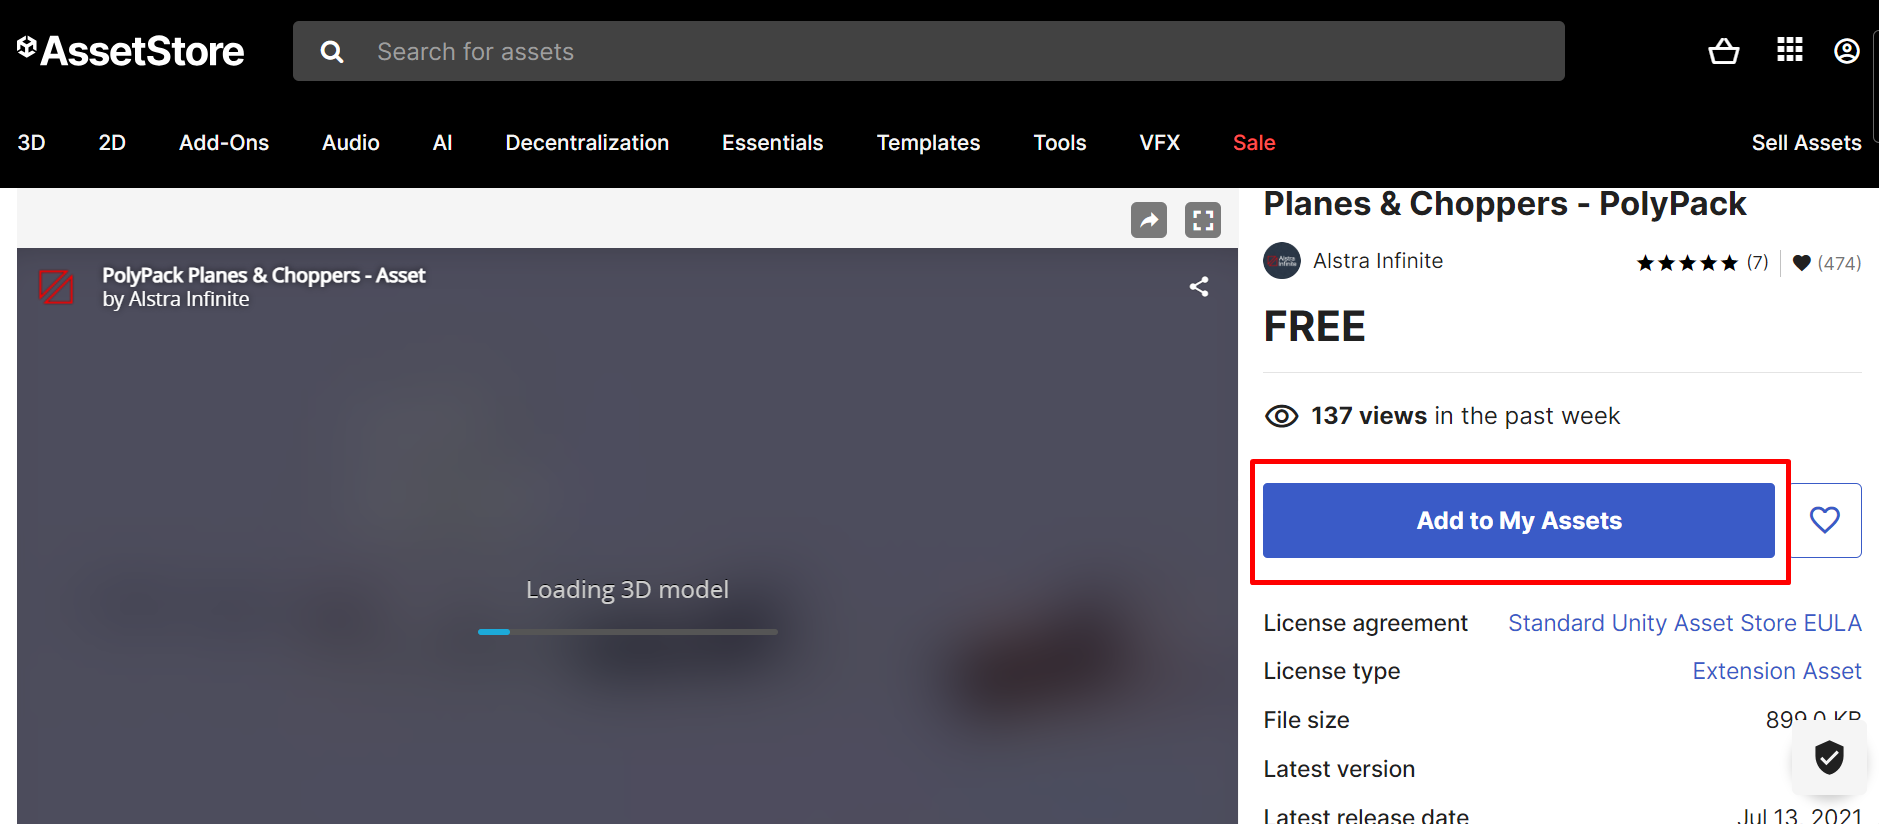 AssetStore
Search for assets
3D 2D Add-Ons Audio AI Decentralization Essentials Templates Tools VFX Sale Sell Assets
PolyPack Planes & Choppers - Asset
by Alstra Infinite
Loading 3D model
Planes & Choppers - PolyPack
Alstra Infinite
Alstra Infinite (7) (474)
FREE
137 views in the past week
Add to My Assets
License agreement Standard Unity Asset Store EULA
License type Extension Asset
File size 899.0 KB
Latest version
Latest release date Jul 13, 2021